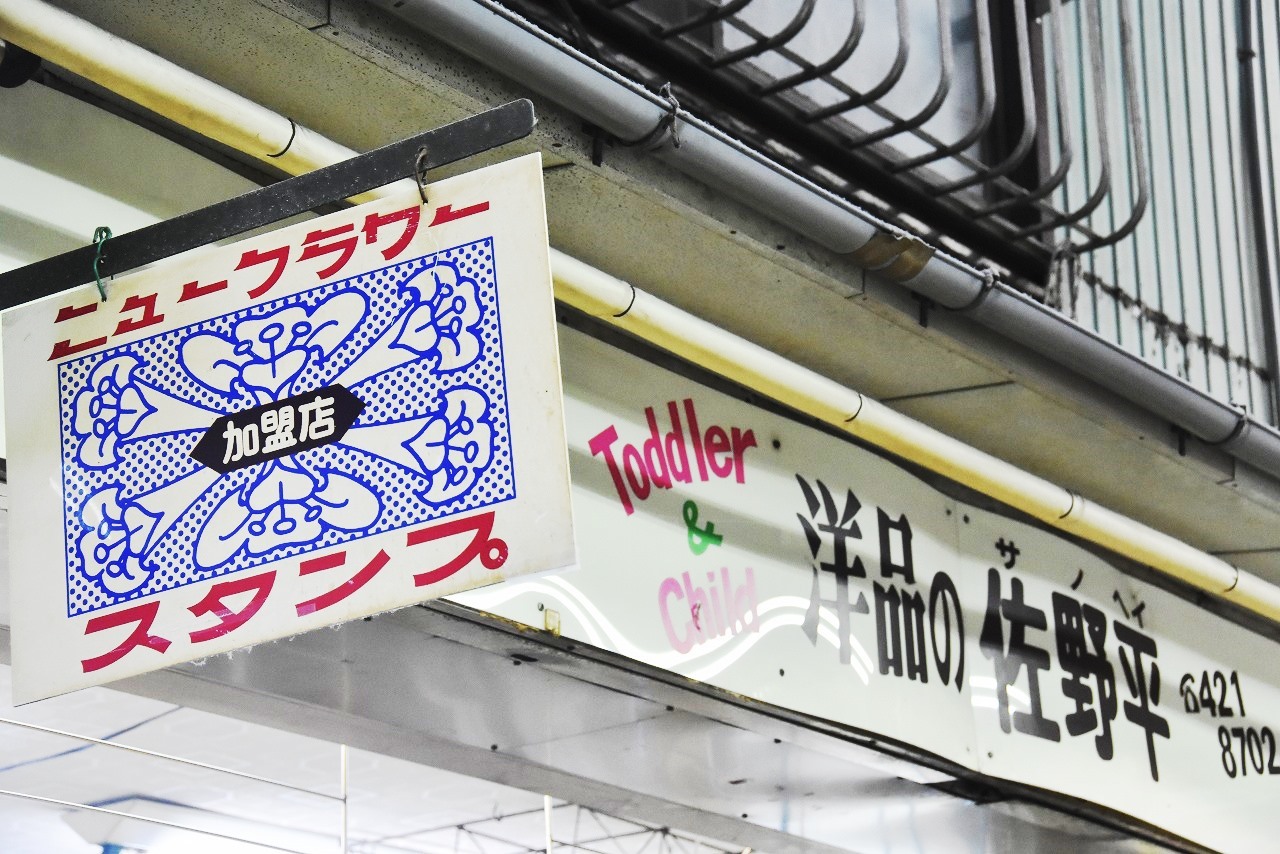 ニューフラワー
加盟店
スタンプ
Toddler
&
Child
サノヘイ
洋品の佐野平
☎421
8702